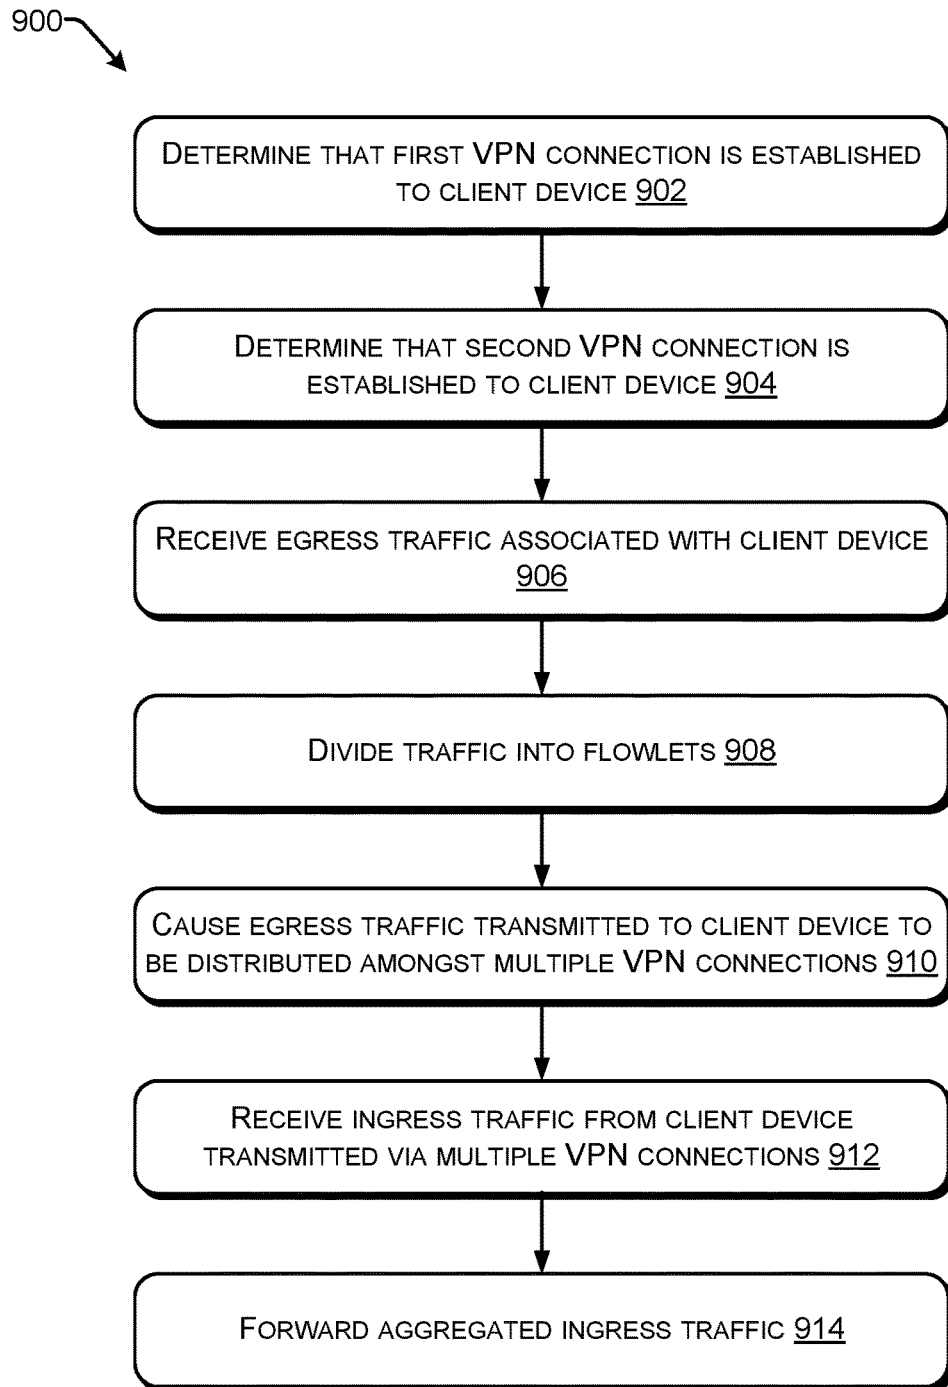 900
DETERMINE THAT FIRST VPN CONNECTION IS ESTABLISHED
TO CLIENT DEVICE 902
DETERMINE THAT SECOND VPN CONNECTION IS
ESTABLISHED TO CLIENT DEVICE 904
RECEIVE EGRESS TRAFFIC ASSOCIATED WITH CLIENT DEVICE
906
DIVIDE TRAFFIC INTO FLOWLETS 908
CAUSE EGRESS TRAFFIC TRANSMITTED TO CLIENT DEVICE TO
BE DISTRIBUTED AMONGST MULTIPLE VPN CONNECTIONS 910
RECEIVE INGRESS TRAFFIC FROM CLIENT DEVICE
TRANSMITTED VIA MULTIPLE VPN CONNECTIONS 912
FORWARD AGGREGATED INGRESS TRAFFIC 914